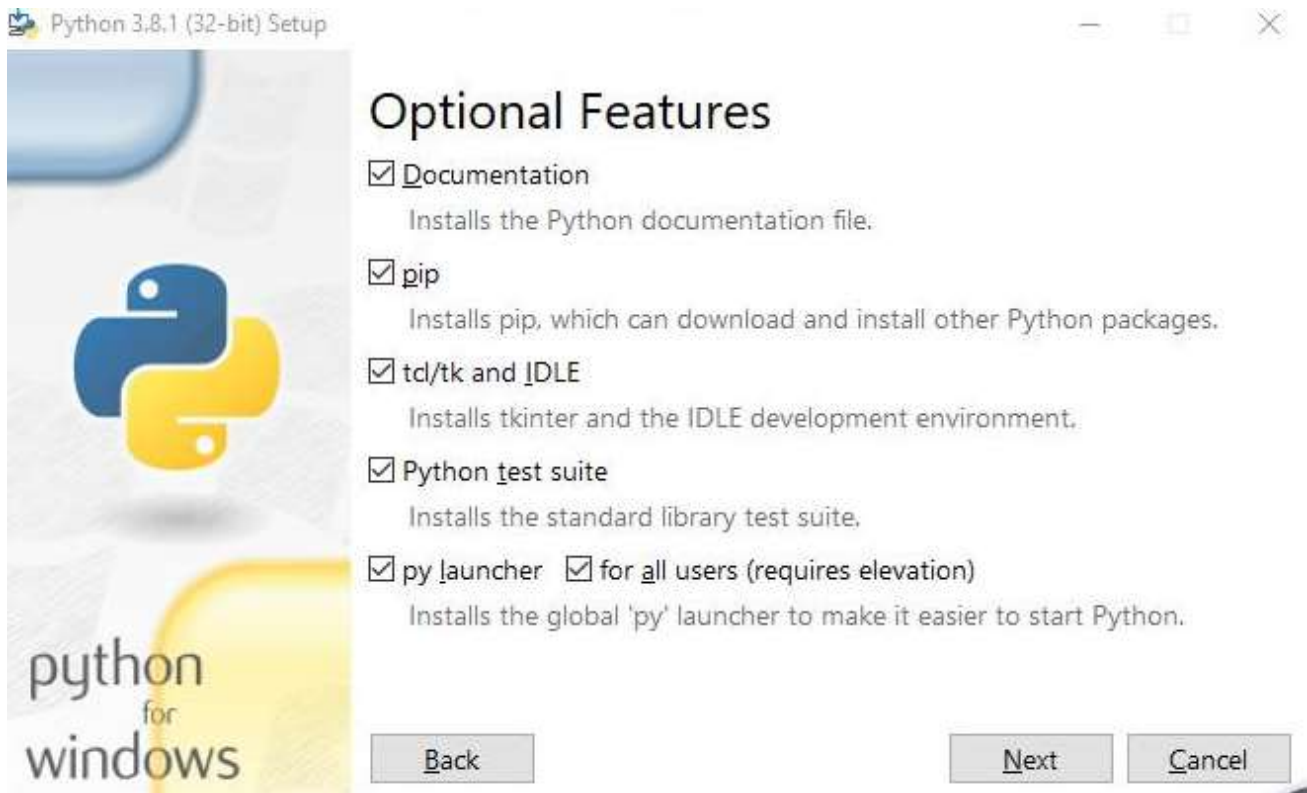 Python 3.8.1 (32-bit) Setup
Optional Features
Documentation
Installs the Python documentation file.
pip
Installs pip, which can download and install other Python packages.
tcl/tk and IDLE
Installs tkinter and the IDLE development environment.
Python test suite
Installs the standard library test suite.
py launcher for all users (requires elevation)
Installs the global 'py' launcher to make it easier to start Python.
python
for
windows
Back Next Cancel